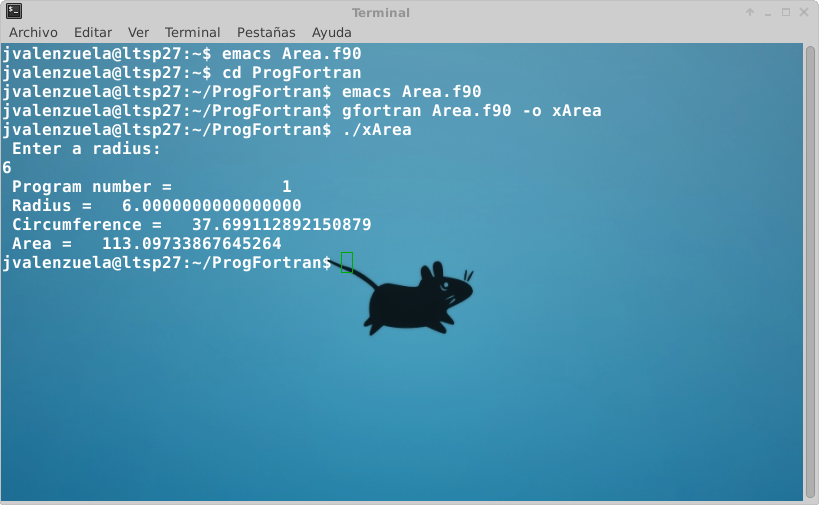 Terminal
Archivo Editar Ver Terminal Pestañas Ayuda
jvalenzuela@ltsp27:~$ emacs Area.f90
jvalenzuela@ltsp27:~$ cd ProgFortran
jvalenzuela@ltsp27:~/ProgFortran$ emacs Area.f90
jvalenzuela@ltsp27:~/ProgFortran$ gfortran Area.f90 -o xArea
jvalenzuela@ltsp27:~/ProgFortran$ ./xArea
 Enter a radius:
6
 Program number =           1
 Radius =   6.0000000000000000
 Circumference =   37.699112892150879
 Area =   113.09733867645264
jvalenzuela@ltsp27:~/ProgFortran$